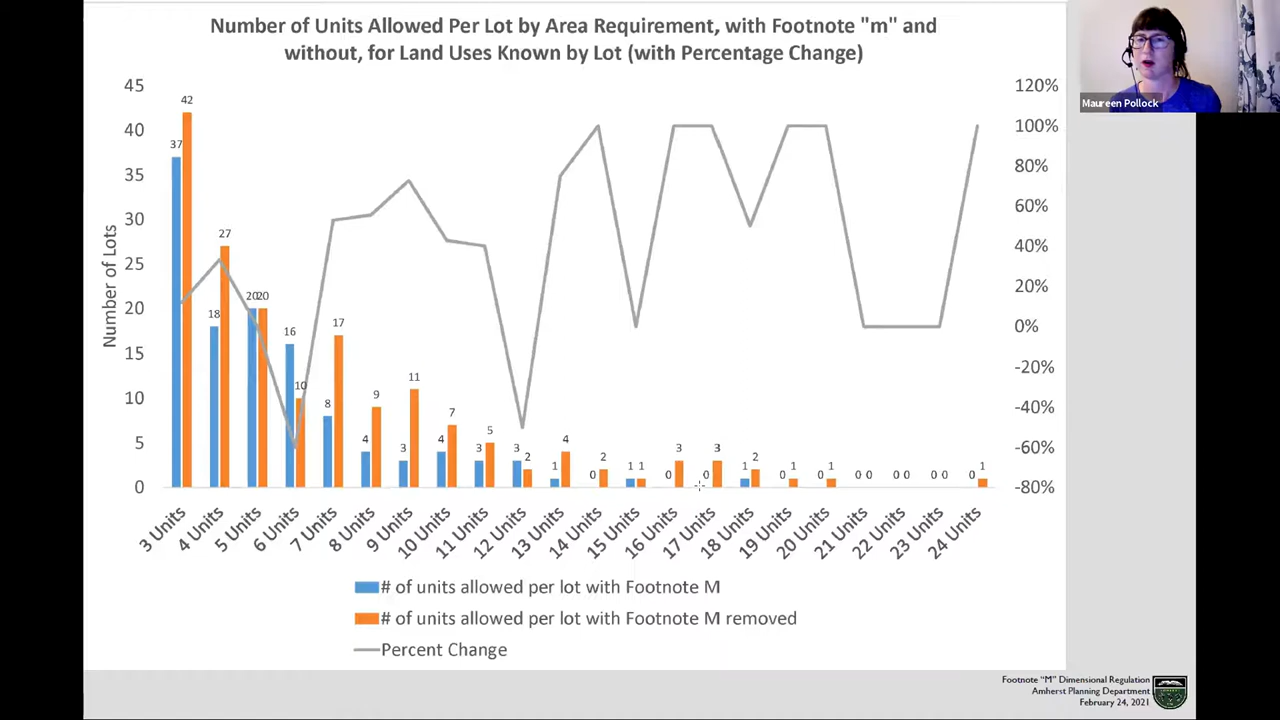 Number of Units Allowed Per Lot by Area Requirement, with Footnote "m" and
without, for Land Uses Known by Lot (with Percentage Change)
Maureen Pollock
45
40
35
30
25
20
15
10
5
0
Number of Lots
120%
100%
80%
60%
40%
20%
0%
-20%
-40%
-60%
-80%
37 42
18 27
20 20
16 10
8 17
4 9
3 11
4 7
3 5
3 2
1 4
0 2
1 1
0 3
0 3
1 2
0 1
0 1
0 0
0 0
0 0
0 1
3 Units
4 Units
5 Units
6 Units
7 Units
8 Units
9 Units
10 Units
11 Units
12 Units
13 Units
14 Units
15 Units
16 Units
17 Units
18 Units
19 Units
20 Units
21 Units
22 Units
23 Units
24 Units
# of units allowed per lot with Footnote M
# of units allowed per lot with Footnote M removed
Percent Change
Footnote "M" Dimensional Regulation
Amherst Planning Department
February 24, 2021